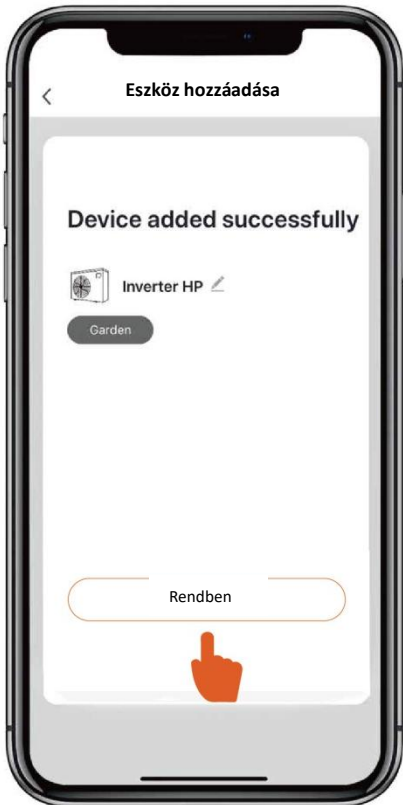 Eszköz hozzáadása
Device added successfully
Inverter HP
Garden
Rendben